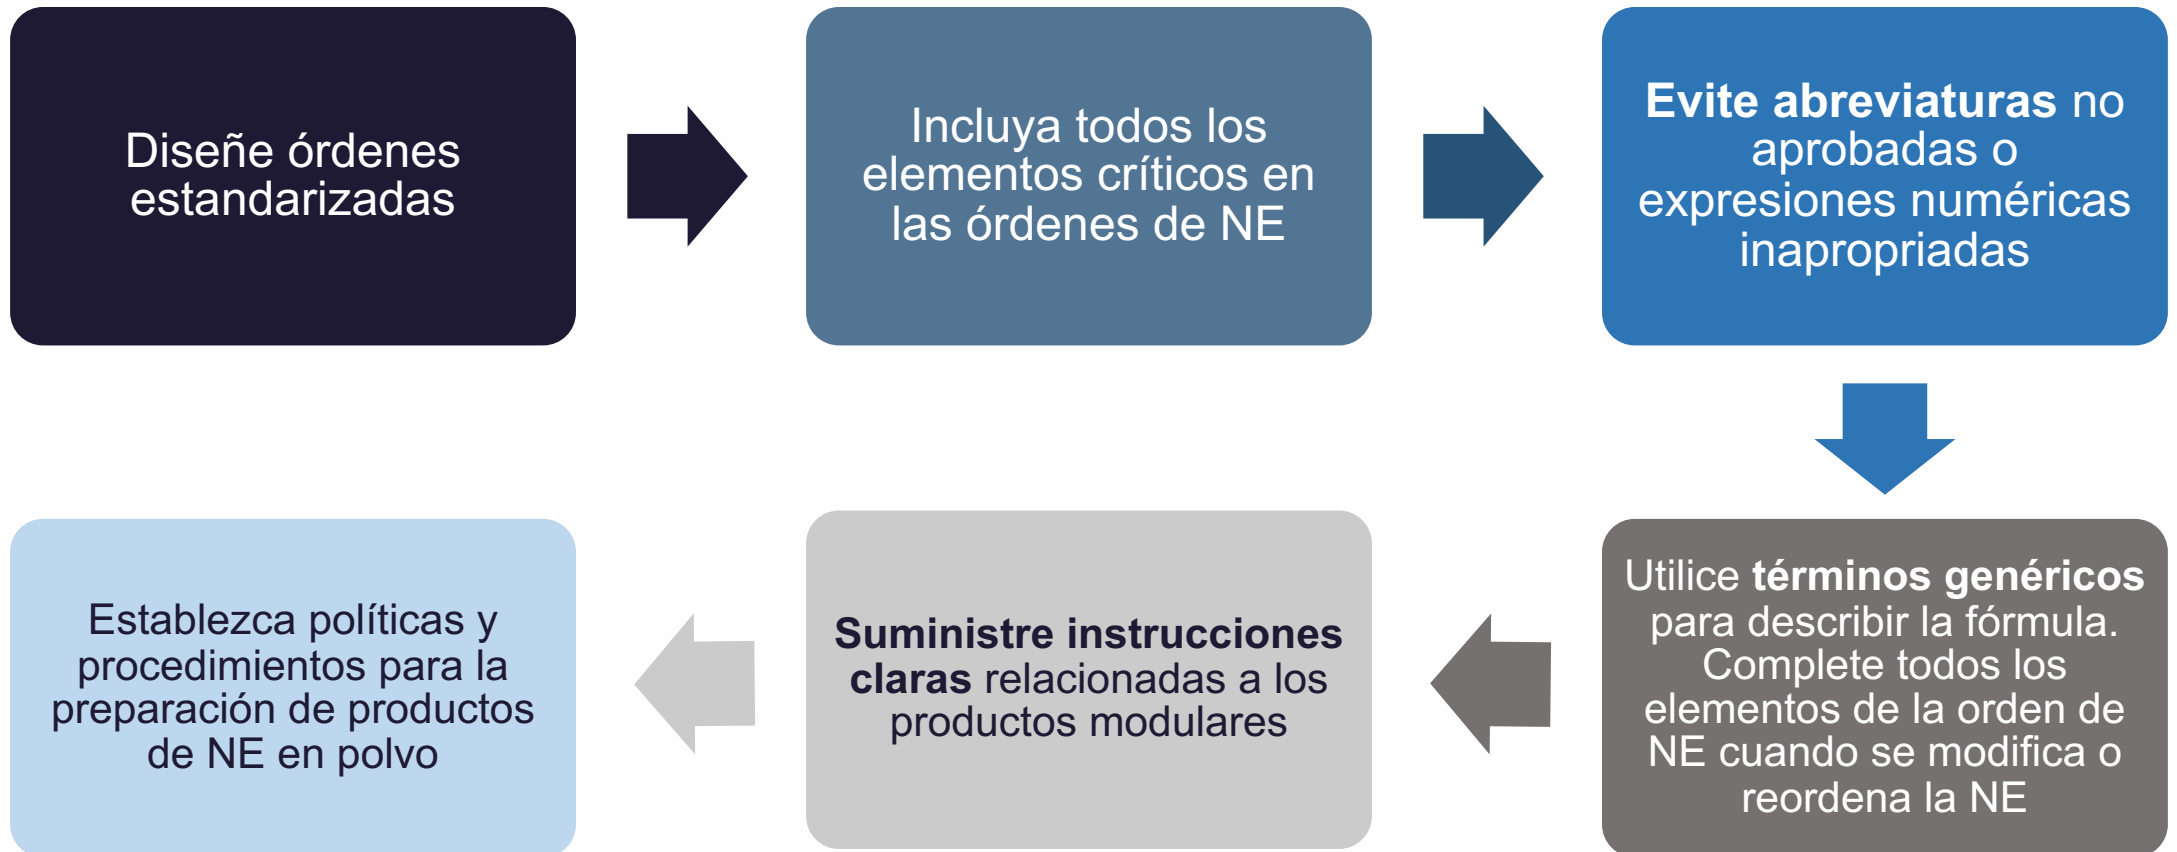 Diseñe órdenes
estandarizadas
Incluya todos los
elementos críticos en
las órdenes de NE
Evite abreviaturas no
aprobadas o
expresiones numéricas
inapropiadas
Utilice términos genéricos
para describir la fórmula.
Complete todos los
elementos de la orden de
NE cuando se modifica o
reordena la NE
Suministre instrucciones
claras relacionadas a los
productos modulares
Establezca políticas y
procedimientos para la
preparación de productos
de NE en polvo